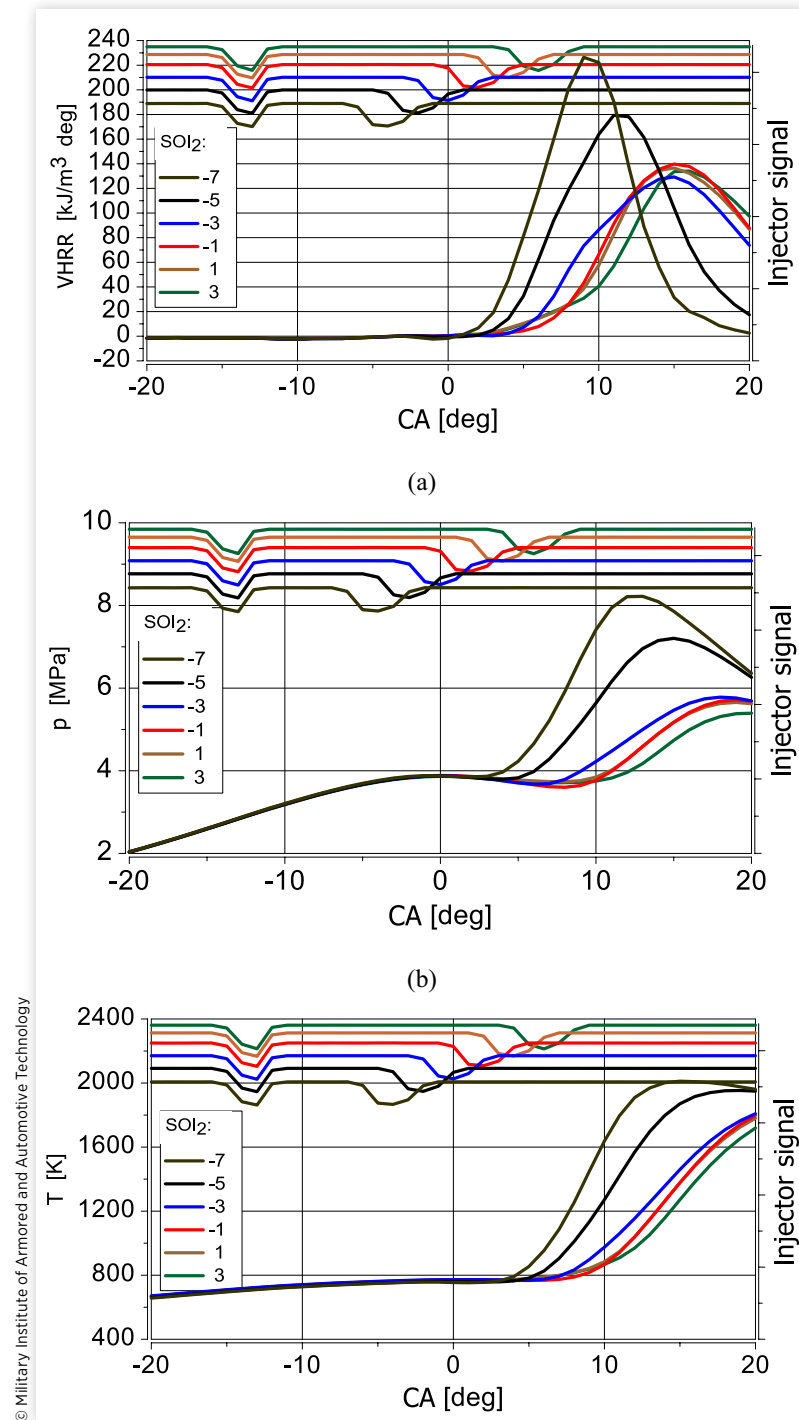 240
220
200
180
160
140
120
100
80
60
40
20
0
-20
VHRR [kJ/m³ deg]
SOI₂:
-7
-5
-3
-1
1
3
Injector signal
-20 -10 0 10 20
CA [deg]
(a)
10
8
6
4
2
p [MPa]
SOI₂:
-7
-5
-3
-1
1
3
Injector signal
-20 -10 0 10 20
CA [deg]
(b)
2400
2000
1600
1200
800
400
T [K]
SOI₂:
-7
-5
-3
-1
1
3
Injector signal
-20 -10 0 10 20
CA [deg]
© Military Institute of Armored and Automotive Technology